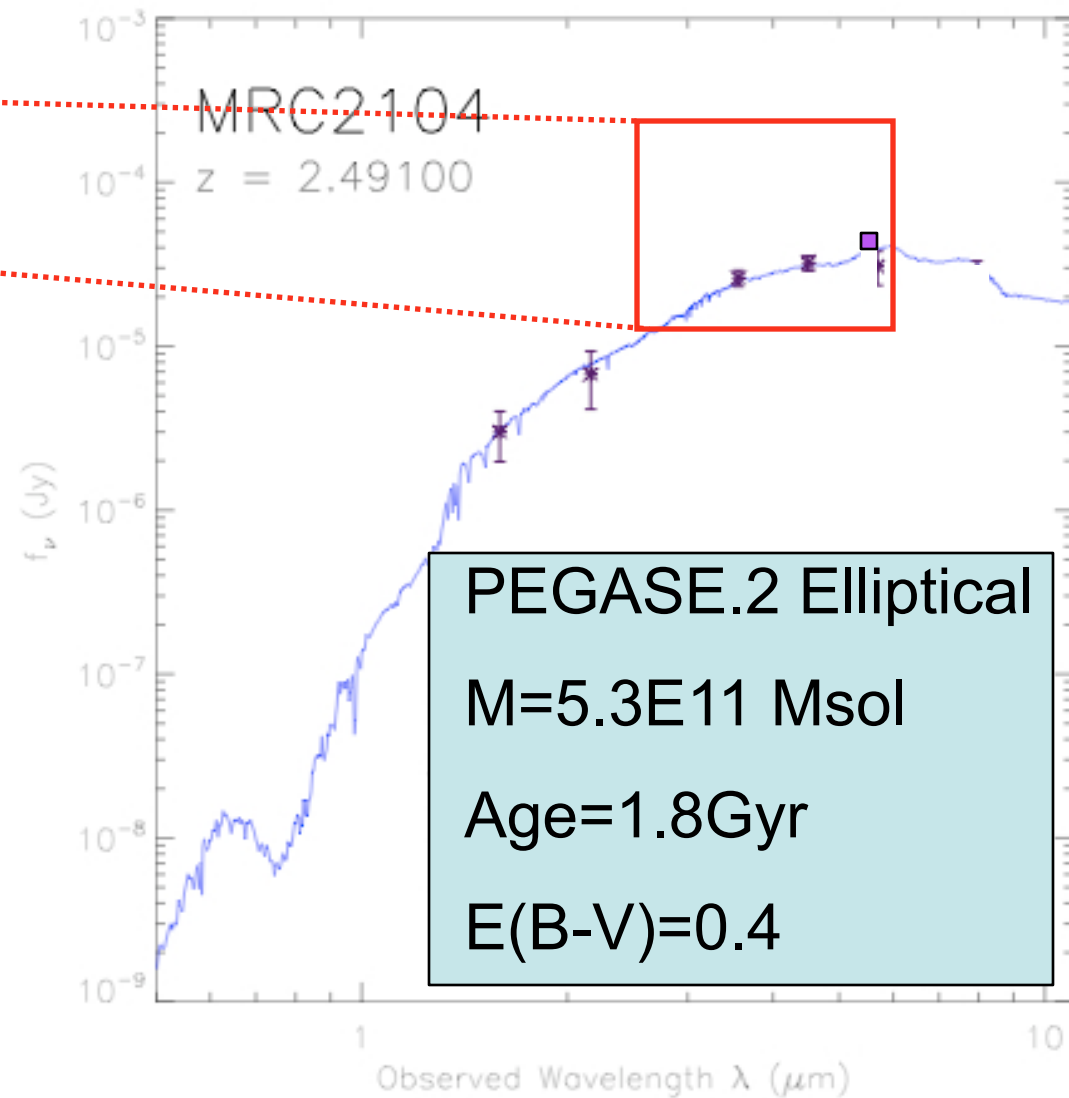 10^-3
MRC2104
z = 2.49100
10^-4
10^-5
f_ν (Jy)
10^-6
10^-7
10^-8
10^-9
PEGASE.2 Elliptical
M=5.3E11 Msol
Age=1.8Gyr
E(B-V)=0.4
1
10
Observed Wavelength λ (μm)